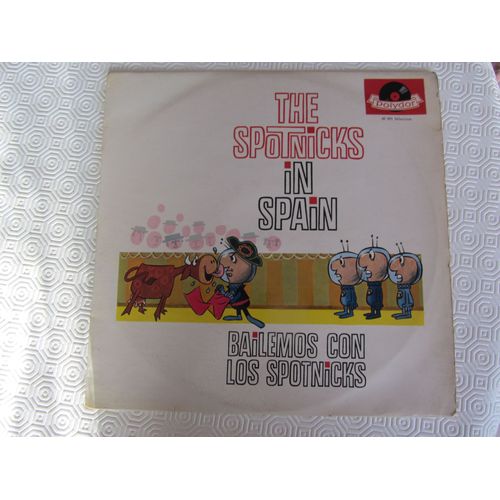 THE
SPOTNiCKS
iN
SPAiN
Polydor
BAiLEMOS CON
LOS SPOTNiCKS